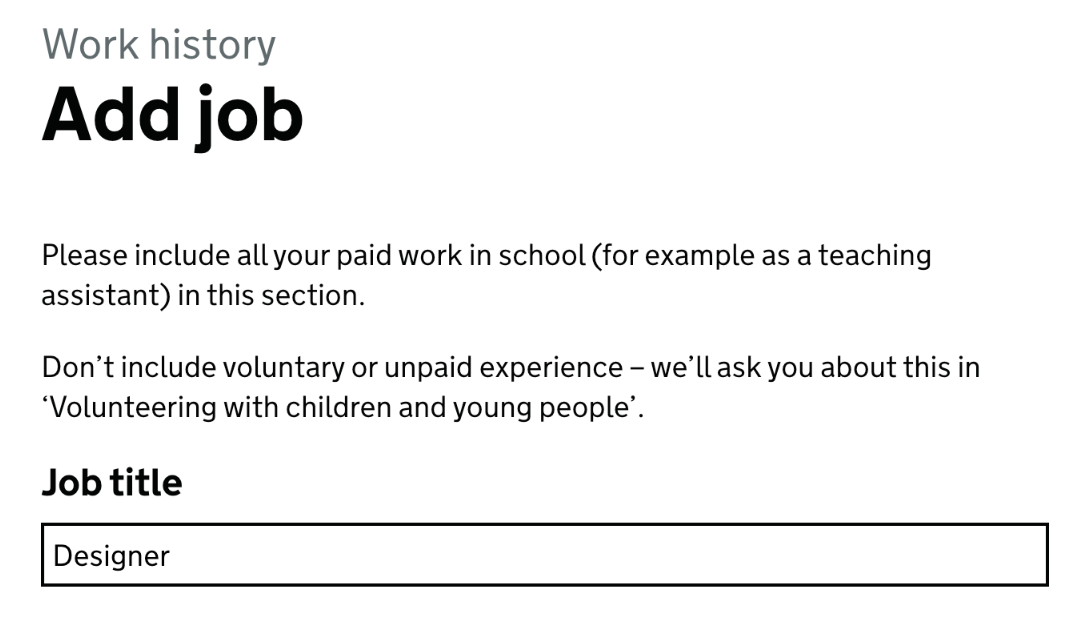 Work history
Add job
Please include all your paid work in school (for example as a teaching
assistant) in this section.
Don’t include voluntary or unpaid experience – we’ll ask you about this in
‘Volunteering with children and young people’.
Job title
Designer